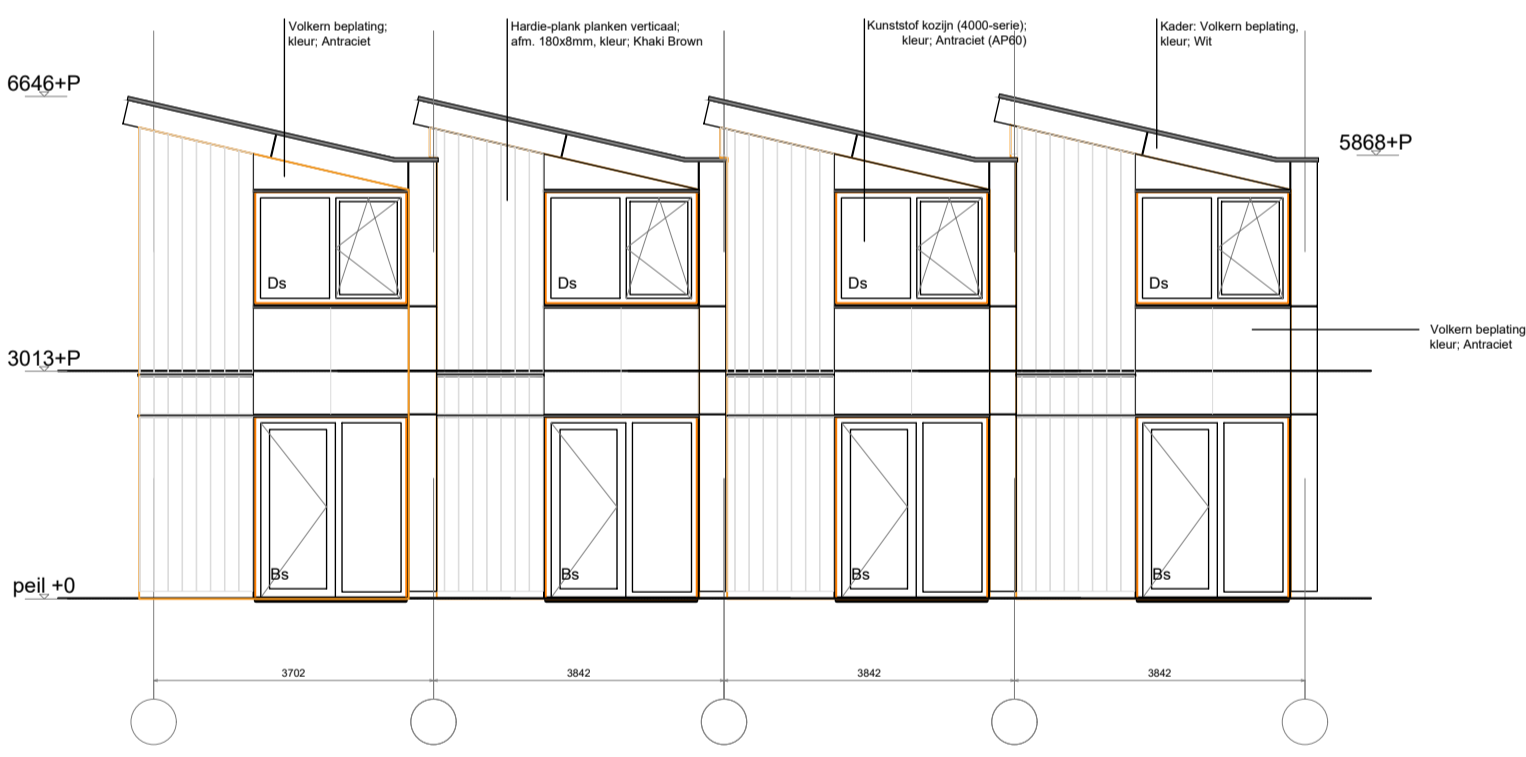 Volkern beplating;
kleur; Antraciet
Hardie-plank planken verticaal;
afm. 180x8mm, kleur; Khaki Brown
Kunststof kozijn (4000-serie);
kleur; Antraciet (AP60)
Kader: Volkern beplating,
kleur; Wit
6646+P
5868+P
Ds
Ds
Ds
Ds
Volkern beplating
kleur; Antraciet
3013+P
Bs
Bs
Bs
Bs
peil +0
3702
3842
3842
3842